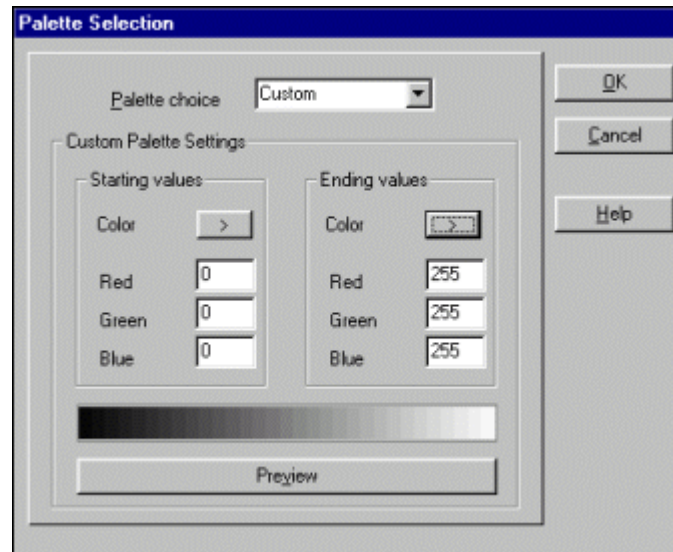 Palette Selection
Palette choice
Custom
OK
Cancel
Help
Custom Palette Settings
Starting values
Color >
Red 0
Green 0
Blue 0
Ending values
Color >
Red 255
Green 255
Blue 255
Preview